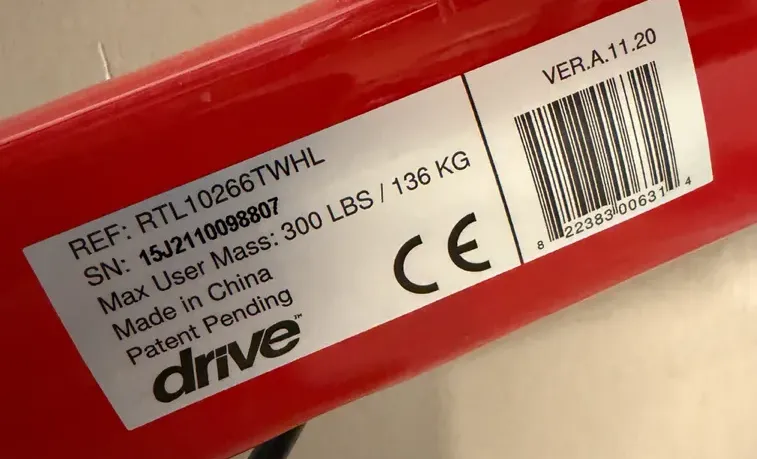 REF: RTL10266TWHL
SN: 15J2110098807
Max User Mass: 300 LBS / 136 KG
Made in China
Patent Pending
drive™
CE
VER.A.11.20
8 22383 00631 4